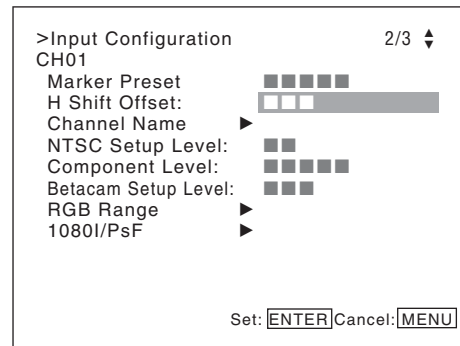 >Input Configuration 2/3
CH01
Marker Preset ■■■■■
H Shift Offset: □□□
Channel Name ►
NTSC Setup Level: ■■
Component Level: ■■■■■
Betacam Setup Level: ■■■
RGB Range ►
1080I/PsF ►
Set: ENTER Cancel: MENU